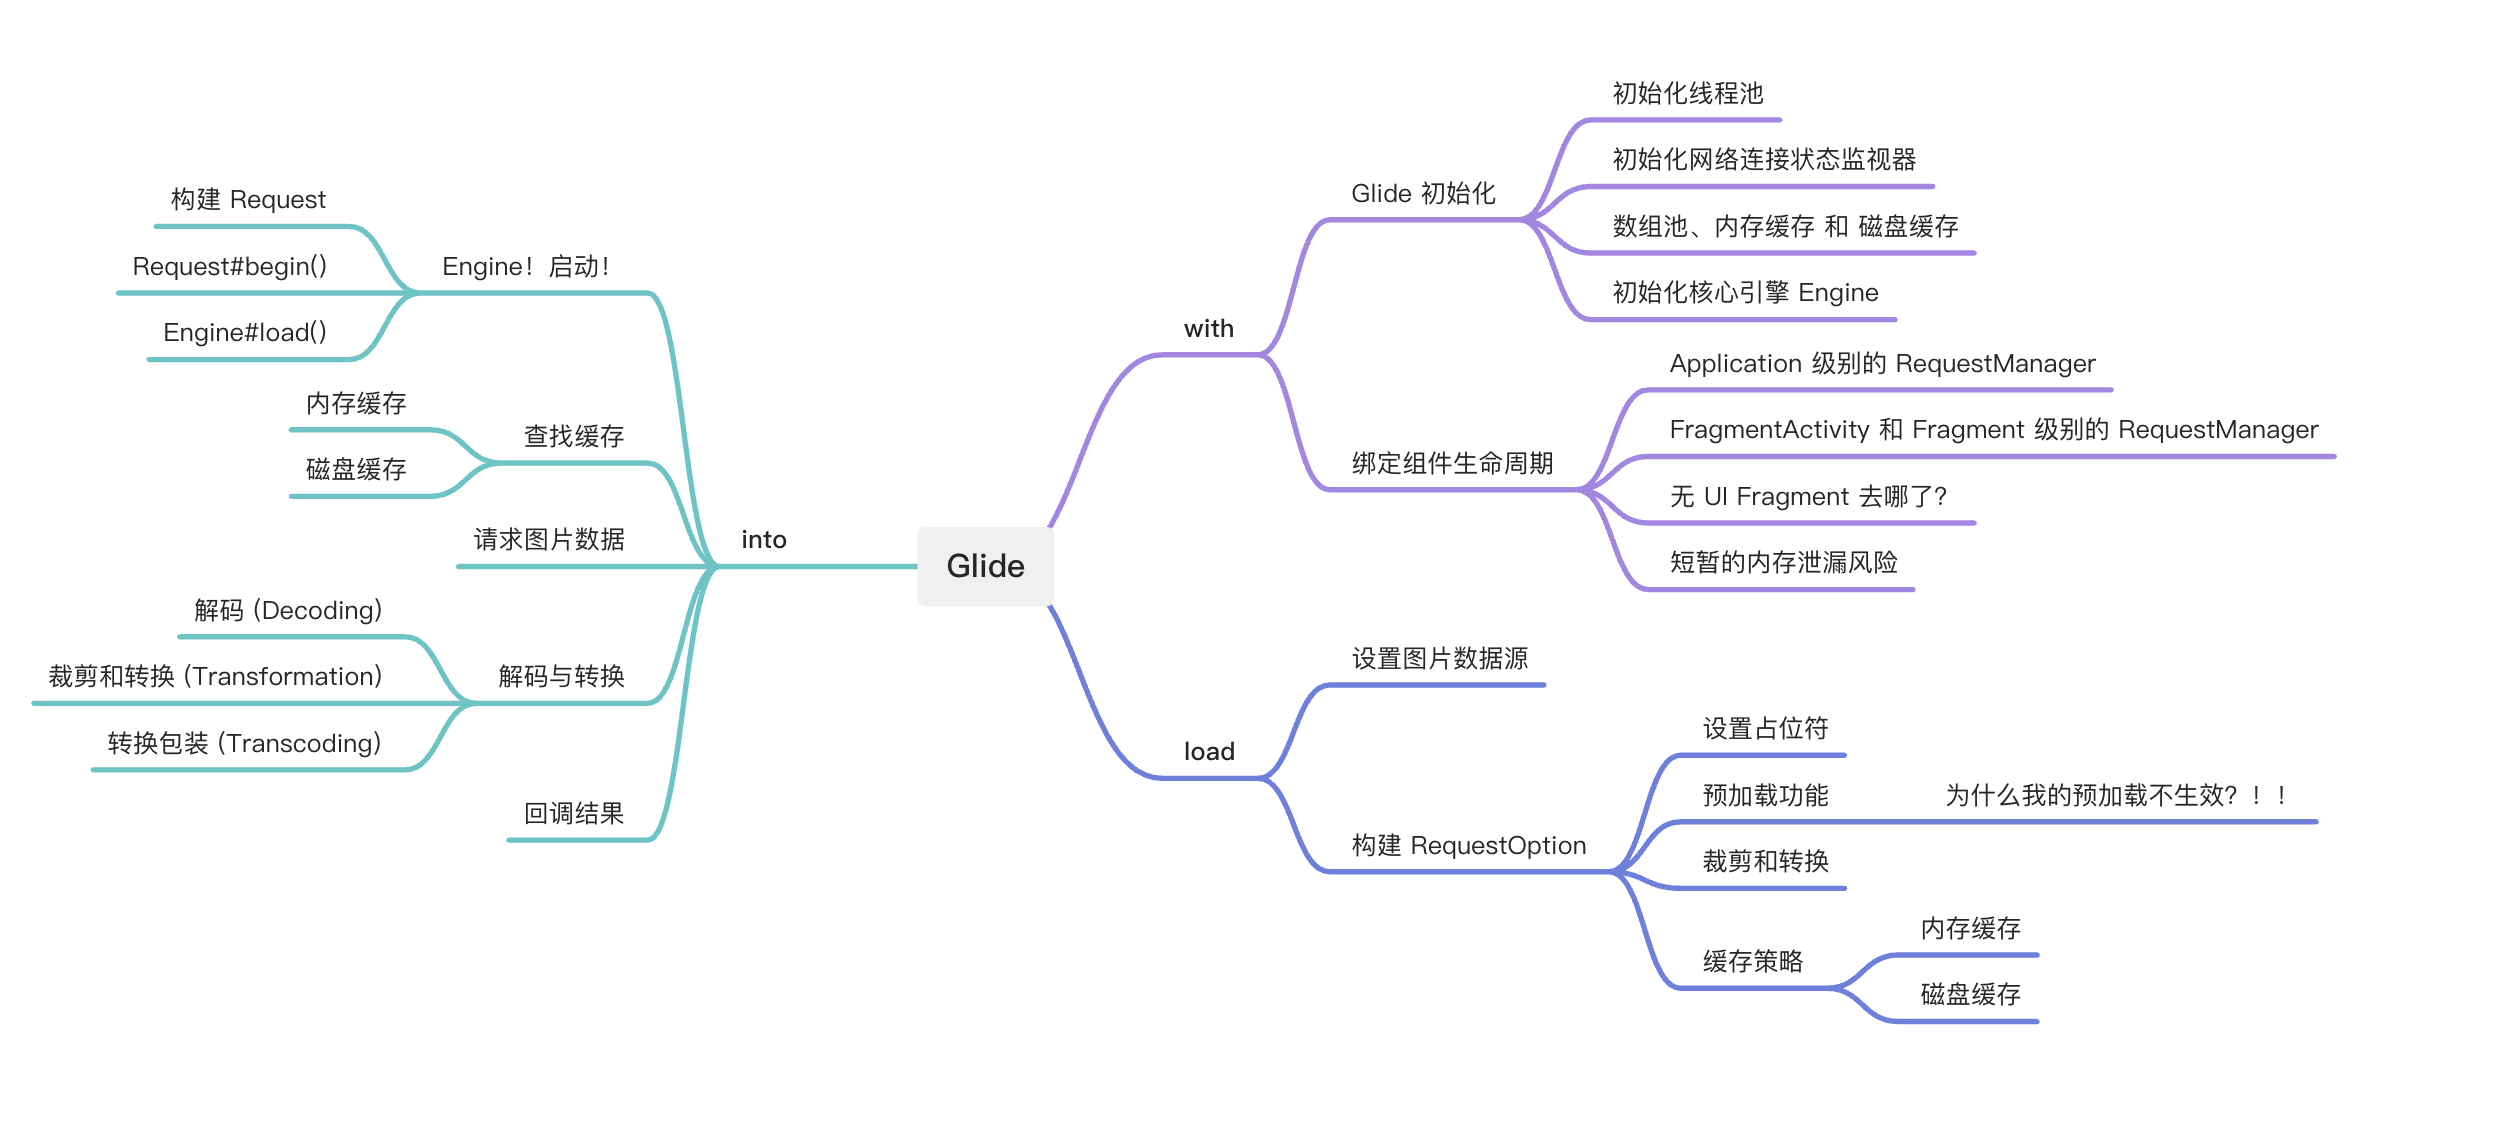 Glide
with
Glide 初始化
初始化线程池
初始化网络连接状态监视器
数组池、内存缓存 和 磁盘缓存
初始化核心引擎 Engine
绑定组件生命周期
Application 级别的 RequestManager
FragmentActivity 和 Fragment 级别的 RequestManager
无 UI Fragment 去哪了？
短暂的内存泄漏风险
load
设置图片数据源
构建 RequestOption
设置占位符
预加载功能
为什么我的预加载不生效？！！
裁剪和转换
缓存策略
内存缓存
磁盘缓存
into
Engine！启动！
构建 Request
Request#begin()
Engine#load()
查找缓存
内存缓存
磁盘缓存
请求图片数据
解码与转换
解码 (Decoding)
裁剪和转换 (Transformation)
转换包装 (Transcoding)
回调结果